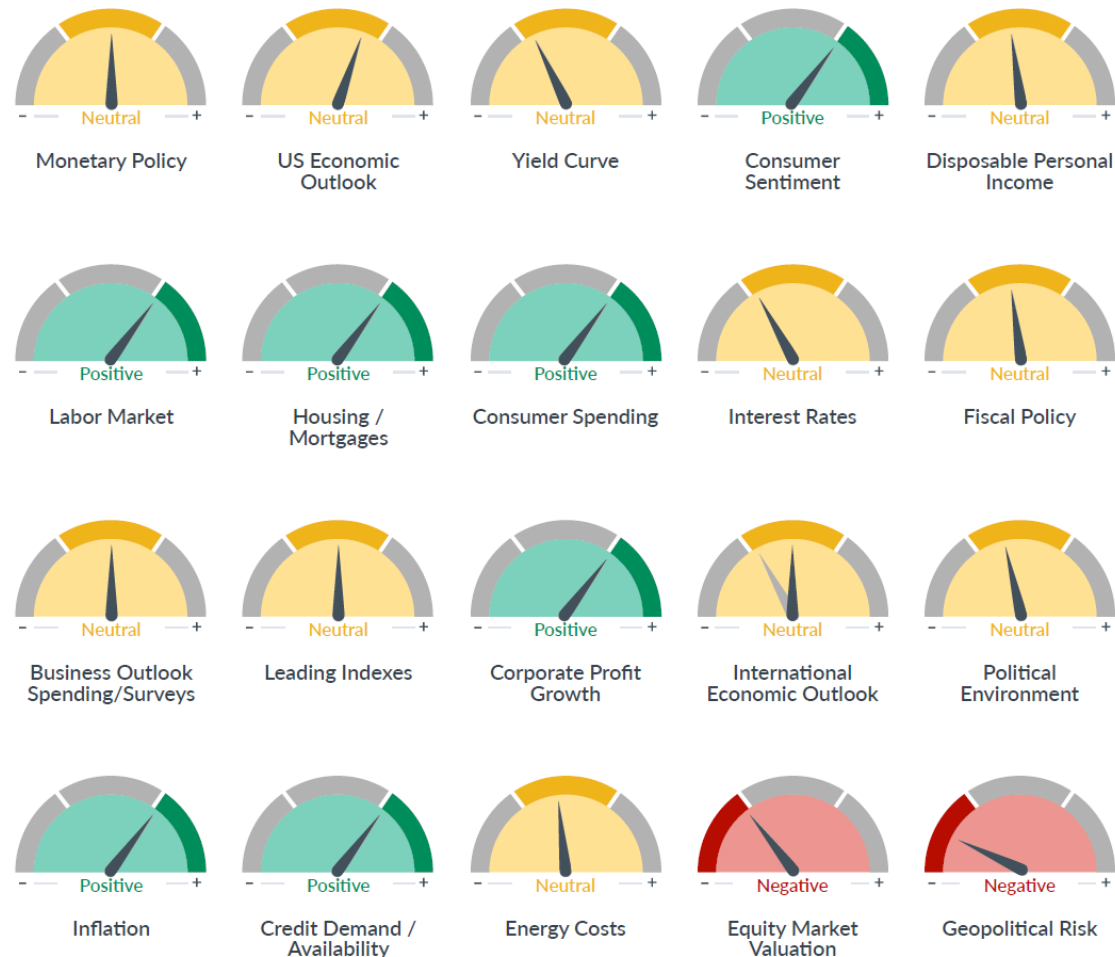 - Neutral +
Monetary Policy
- Neutral +
US Economic
Outlook
- Neutral +
Yield Curve
- Positive +
Consumer
Sentiment
- Neutral +
Disposable Personal
Income
- Positive +
Labor Market
- Positive +
Housing /
Mortgages
- Positive +
Consumer Spending
- Neutral +
Interest Rates
- Neutral +
Fiscal Policy
- Neutral +
Business Outlook
Spending/Surveys
- Neutral +
Leading Indexes
- Positive +
Corporate Profit
Growth
- Neutral +
International
Economic Outlook
- Neutral +
Political
Environment
- Positive +
Inflation
- Positive +
Credit Demand /
Availability
- Neutral +
Energy Costs
- Negative +
Equity Market
Valuation
- Negative +
Geopolitical Risk